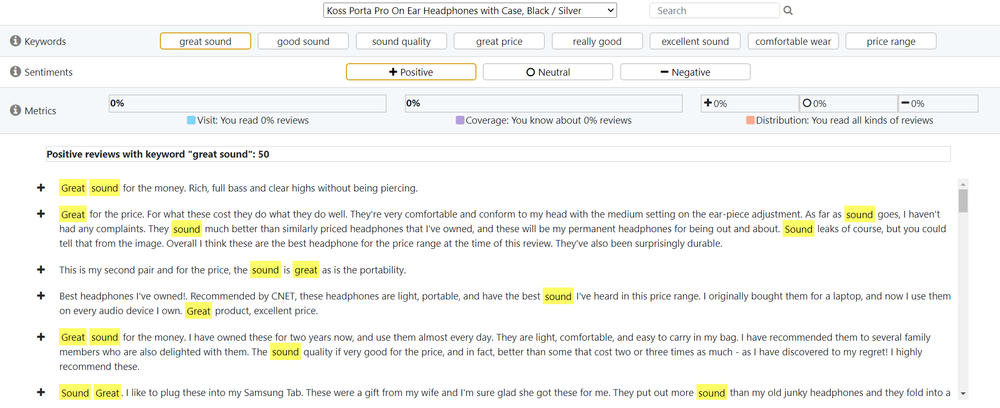 Koss Porta Pro On Ear Headphones with Case, Black / Silver
Search
Keywords
great sound
good sound
sound quality
great price
really good
excellent sound
comfortable wear
price range
Sentiments
Positive
Neutral
Negative
Metrics
0%
Visit: You read 0% reviews
0%
Coverage: You know about 0% reviews
0%
0%
0%
Distribution: You read all kinds of reviews
Positive reviews with keyword "great sound": 50
Great sound for the money. Rich, full bass and clear highs without being piercing.
Great for the price. For what these cost they do what they do well. They're very comfortable and conform to my head with the medium setting on the ear-piece adjustment. As far as sound goes, I haven't
had any complaints. They sound much better than similarly priced headphones that I've owned, and these will be my permanent headphones for being out and about. Sound leaks of course, but you could
tell that from the image. Overall I think these are the best headphone for the price range at the time of this review. They've also been surprisingly durable.
This is my second pair and for the price, the sound is great as is the portability.
Best headphones I've owned!. Recommended by CNET, these headphones are light, portable, and have the best sound I've heard in this price range. I originally bought them for a laptop, and now I use them
on every audio device I own. Great product, excellent price.
Great sound for the money. I have owned these for two years now, and use them almost every day. They are light, comfortable, and easy to carry in my bag. I have recommended them to several family
members who are also delighted with them. The sound quality if very good for the price, and in fact, better than some that cost two or three times as much - as I have discovered to my regret! I highly
recommend these.
Sound Great. I like to plug these into my Samsung Tab. These were a gift from my wife and I'm sure glad she got these for me. They put out more sound than my old junky headphones and they fold into a